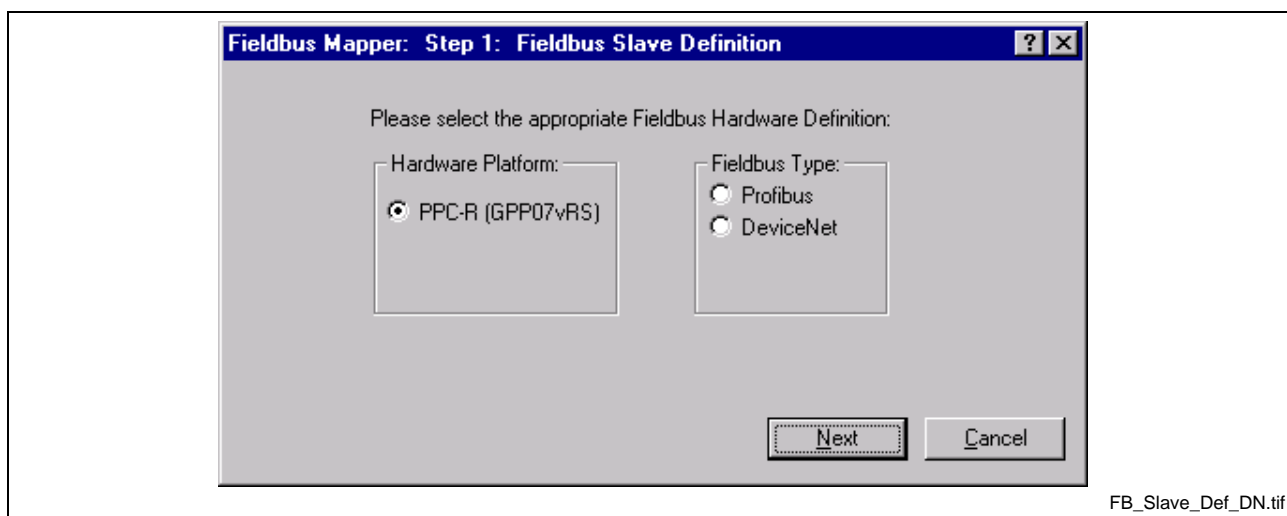 Fieldbus Mapper: Step 1: Fieldbus Slave Definition
Please select the appropriate Fieldbus Hardware Definition:
Hardware Platform:
PPC-R (GPP07vRS)
Fieldbus Type:
Profibus
DeviceNet
Next
Cancel
FB_Slave_Def_DN.tif